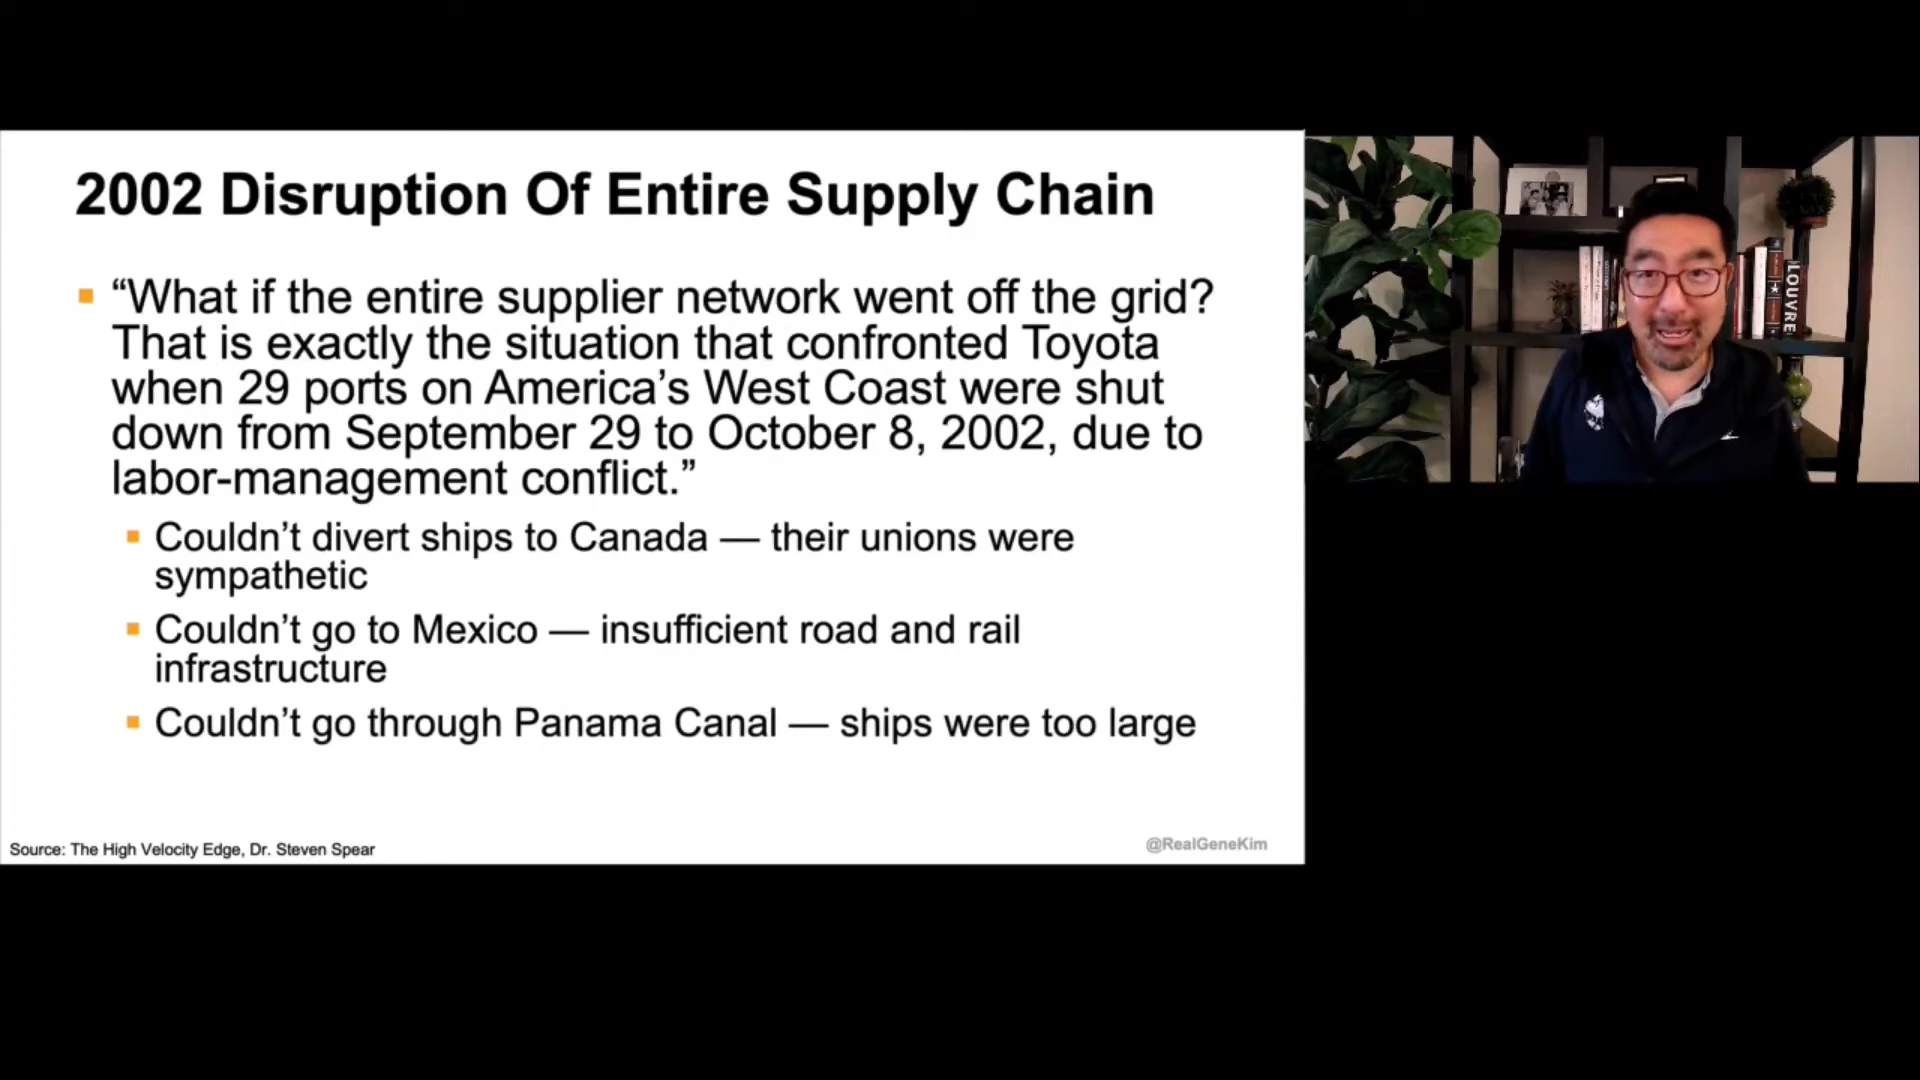 2002 Disruption Of Entire Supply Chain
“What if the entire supplier network went off the grid?
That is exactly the situation that confronted Toyota
when 29 ports on America’s West Coast were shut
down from September 29 to October 8, 2002, due to
labor-management conflict.”
Couldn’t divert ships to Canada — their unions were
sympathetic
Couldn’t go to Mexico — insufficient road and rail
infrastructure
Couldn’t go through Panama Canal — ships were too large
Source: The High Velocity Edge, Dr. Steven Spear
@RealGeneKim
LOUVRE